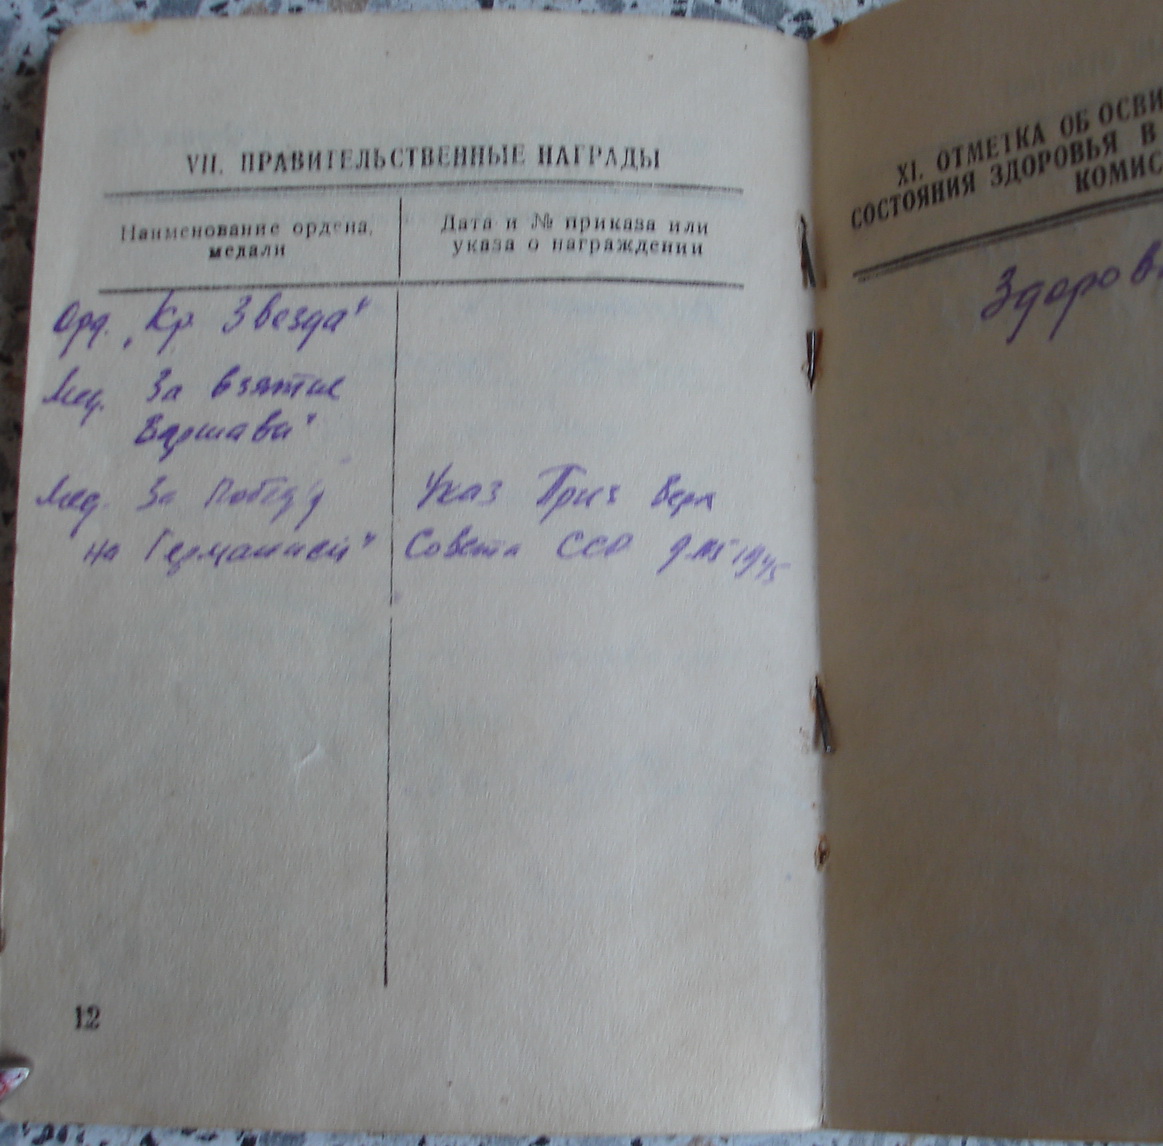 VII. ПРАВИТЕЛЬСТВЕННЫЕ НАГРАДЫ
Наименование ордена,
медали
Дата и № приказа или
указа о награждении
Орд. „Кр. Звезда"
Мед. За взятие
Варшавы"
Мед. За Победу
на Германией"
Указ През Верх
Совета ССР 1945
12
XI. ОТМЕТКА ОБ ОСВИ
СОСТОЯНИЯ ЗДОРОВЬЯ В
КОМИС
Здоров